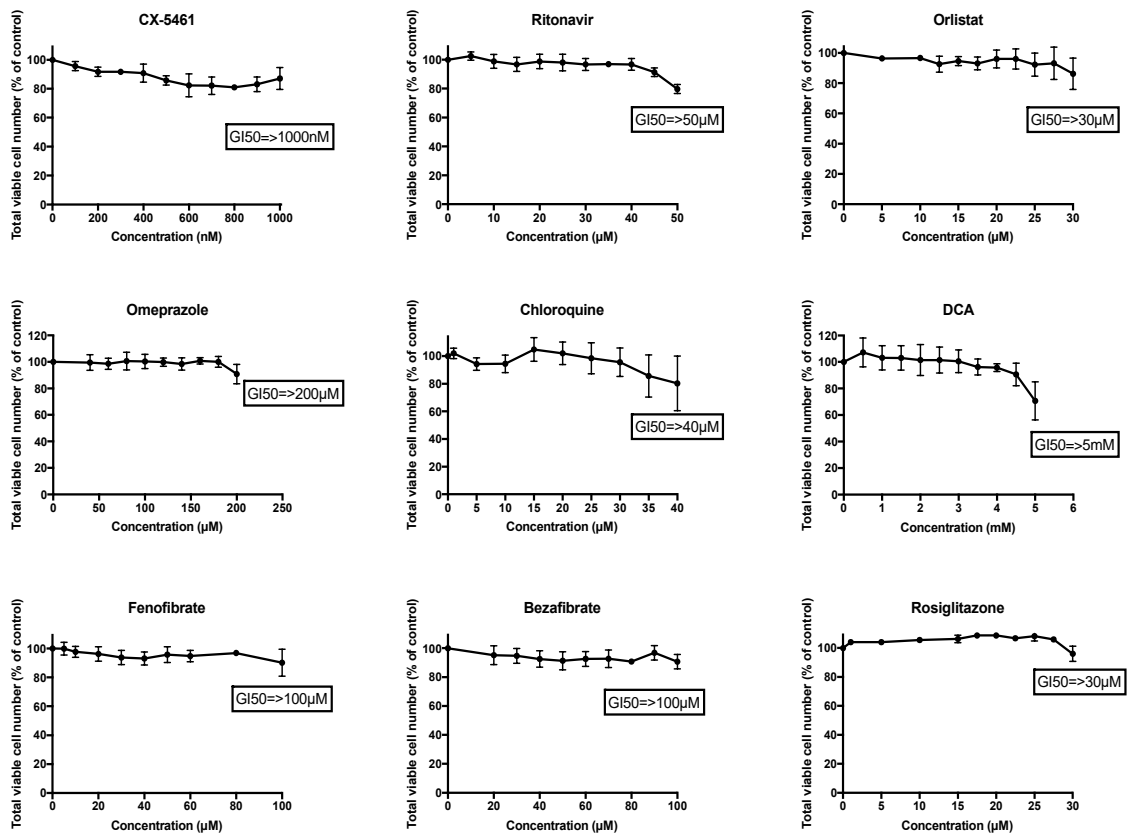 CX-5461
Total viable cell number (% of control)
100
80
60
40
20
0
GI50=>1000nM
0 200 400 600 800 1000
Concentration (nM)
Ritonavir
Total viable cell number (% of control)
100
80
60
40
20
0
GI50=>50µM
0 10 20 30 40 50
Concentration (µM)
Orlistat
Total viable cell number (% of control)
100
80
60
40
20
0
GI50=>30µM
0 5 10 15 20 25 30
Concentration (µM)
Omeprazole
Total viable cell number (% of control)
120
100
80
60
40
20
0
GI50=>200µM
0 50 100 150 200 250
Concentration (µM)
Chloroquine
Total viable cell number (% of control)
100
80
60
40
20
0
GI50=>40µM
0 5 10 15 20 25 30 35 40
Concentration (µM)
DCA
Total viable cell number (% of control)
120
100
80
60
40
20
0
GI50=>5mM
0 1 2 3 4 5 6
Concentration (mM)
Fenofibrate
Total viable cell number (% of control)
100
80
60
40
20
0
GI50=>100µM
0 20 40 60 80 100
Concentration (µM)
Bezafibrate
Total viable cell number (% of control)
100
80
60
40
20
0
GI50=>100µM
0 20 40 60 80 100
Concentration (µM)
Rosiglitazone
Total viable cell number (% of control)
100
80
60
40
20
0
GI50=>30µM
0 5 10 15 20 25 30
Concentration (µM)